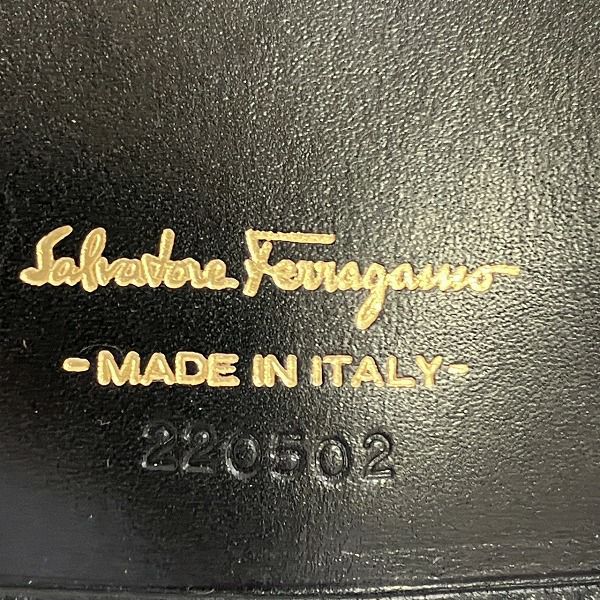 Salvatore Ferragamo
-MADE IN ITALY-
220502